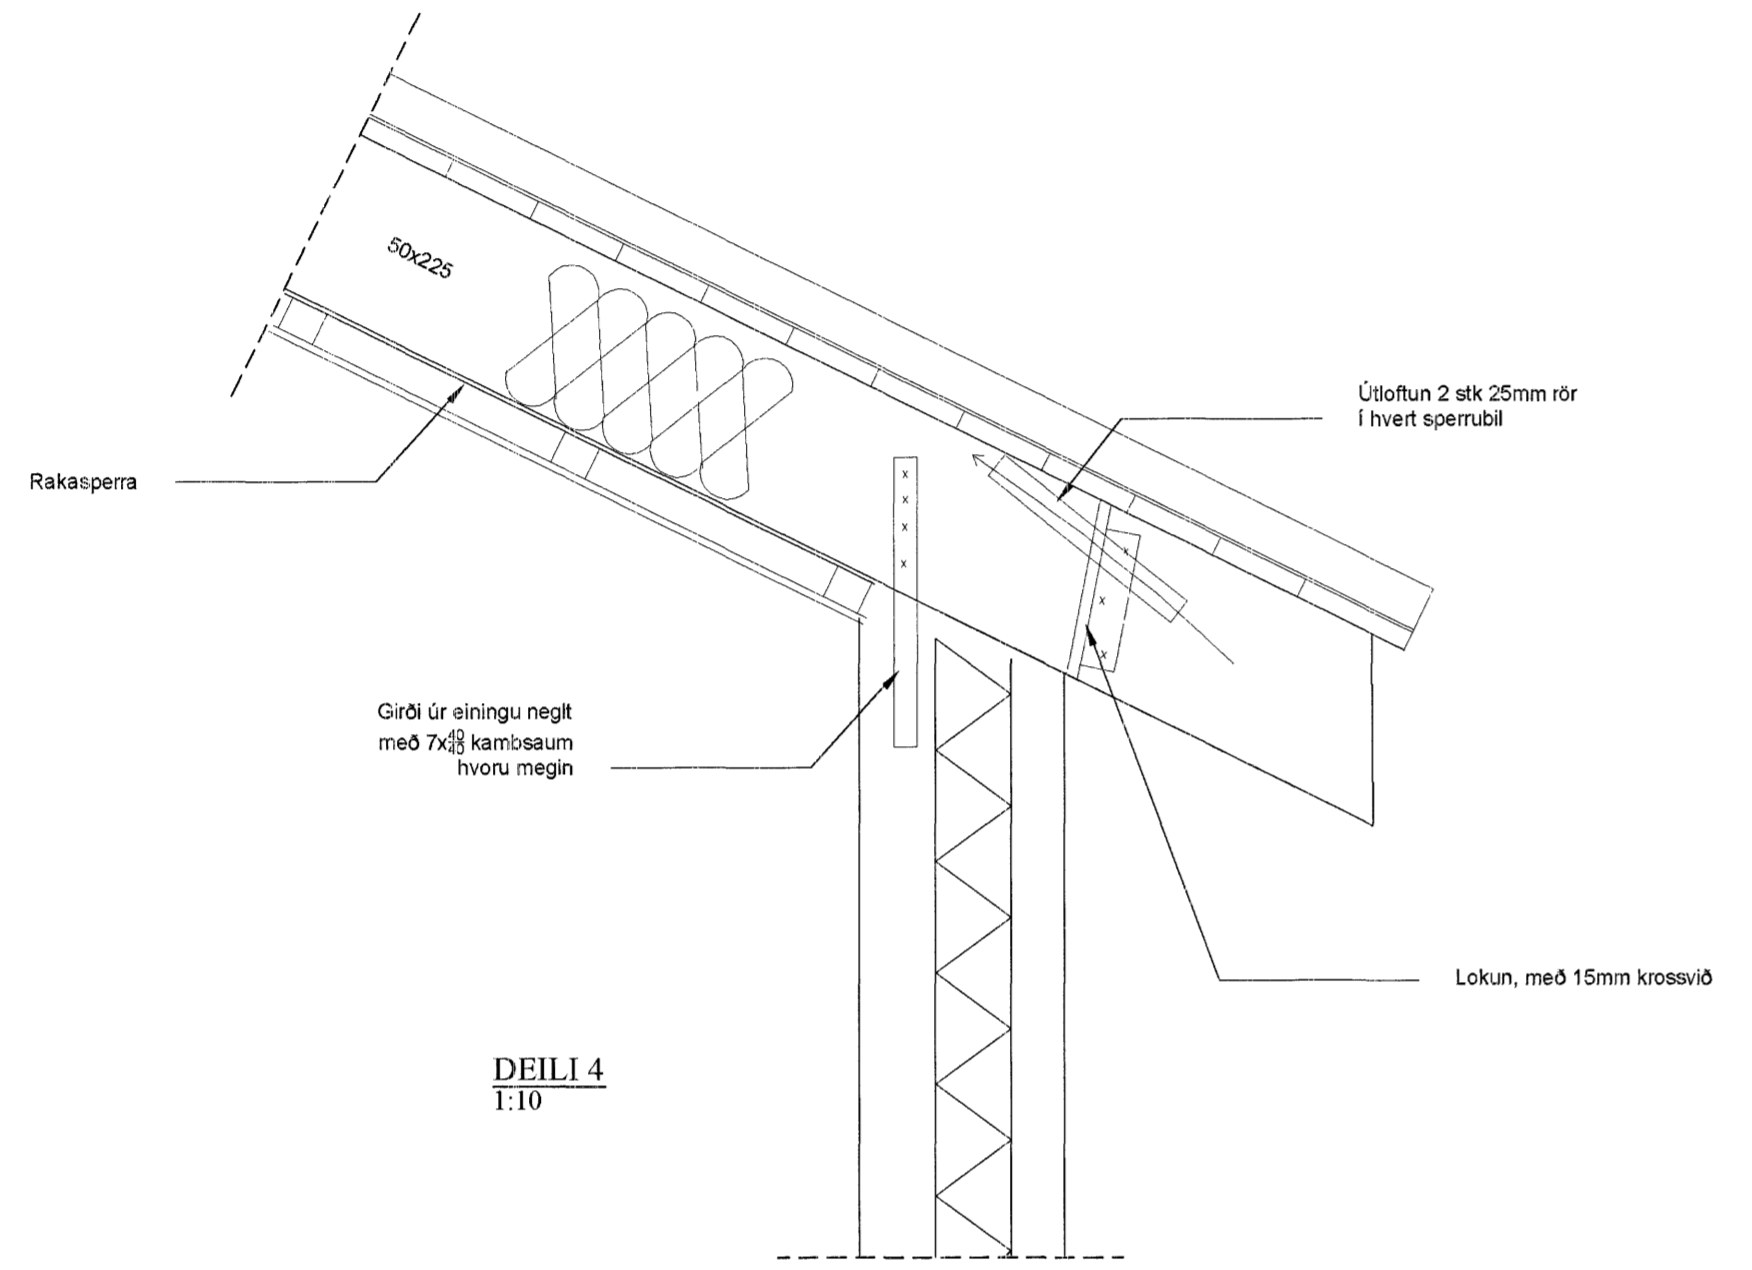 50x225
Útloftun 2 stk 25mm rör
í hvert sperrubil
Rakasperra
Girði úr einingu neglt
með 7x40/40 kambsaum
hvoru megin
Lokun, með 15mm krossvið
DEILI 4
1:10